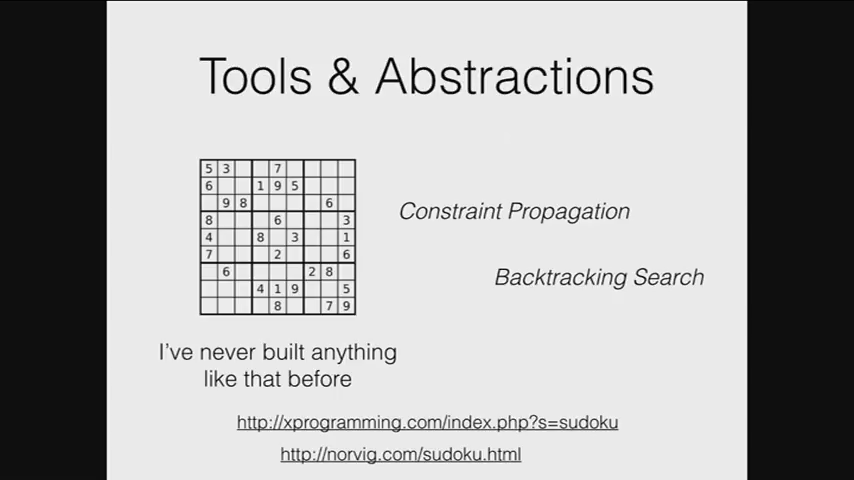 Tools & Abstractions
5 3 7
6 1 9 5
9 8 6
8 6 3
4 8 3 1
7 2 6
6 2 8
4 1 9 5
8 7 9
Constraint Propagation
Backtracking Search
I've never built anything
like that before
http://xprogramming.com/index.php?s=sudoku
http://norvig.com/sudoku.html